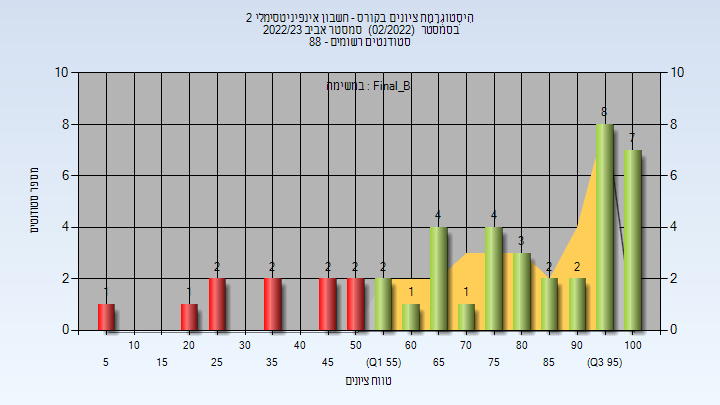 הִיסְטוֹגְרָמַת ציונים בקורס - חשבון אינפיניטסימלי 2
בסמסטר (02/2022) סמסטר אביב 2022/23
סטודנטים רשומים - 88
במשימה : Final_B
מספר סטודנטים
10 10
8 8
6 6
4 4
2 2
0 0
1 1 2 2 2 2 2 1 4 1 4 3 2 2 8 7
10 20 30 40 50 60 70 80 90 100
5 15 25 35 45 (Q1 55) 65 75 85 (Q3 95)
טווח ציונים